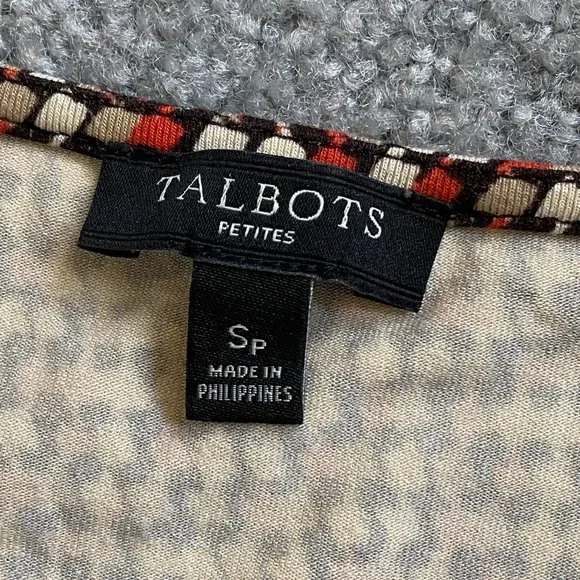 TALBOTS
PETITES
SP
MADE IN
PHILIPPINES